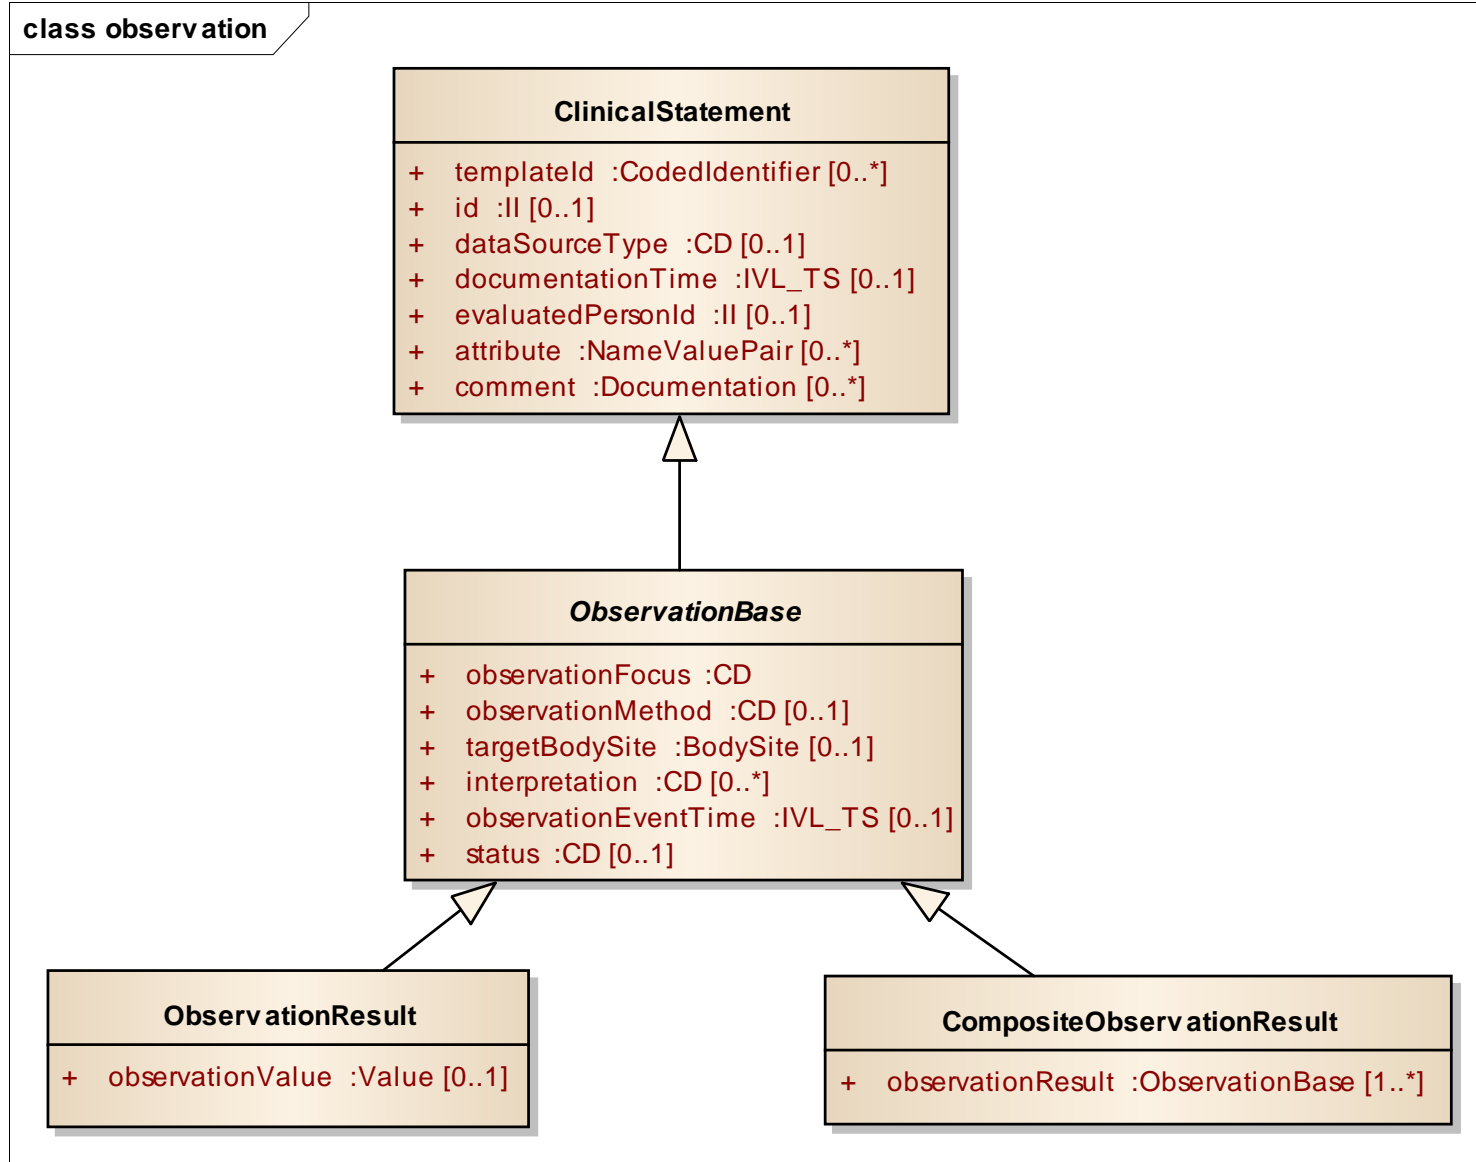 class observation
ClinicalStatement
+ templateId :CodedIdentifier [0..*]
+ id :II [0..1]
+ dataSourceType :CD [0..1]
+ documentationTime :IVL_TS [0..1]
+ evaluatedPersonId :II [0..1]
+ attribute :NameValuePair [0..*]
+ comment :Documentation [0..*]
ObservationBase
+ observationFocus :CD
+ observationMethod :CD [0..1]
+ targetBodySite :BodySite [0..1]
+ interpretation :CD [0..*]
+ observationEventTime :IVL_TS [0..1]
+ status :CD [0..1]
ObservationResult
+ observationValue :Value [0..1]
CompositeObservationResult
+ observationResult :ObservationBase [1..*]